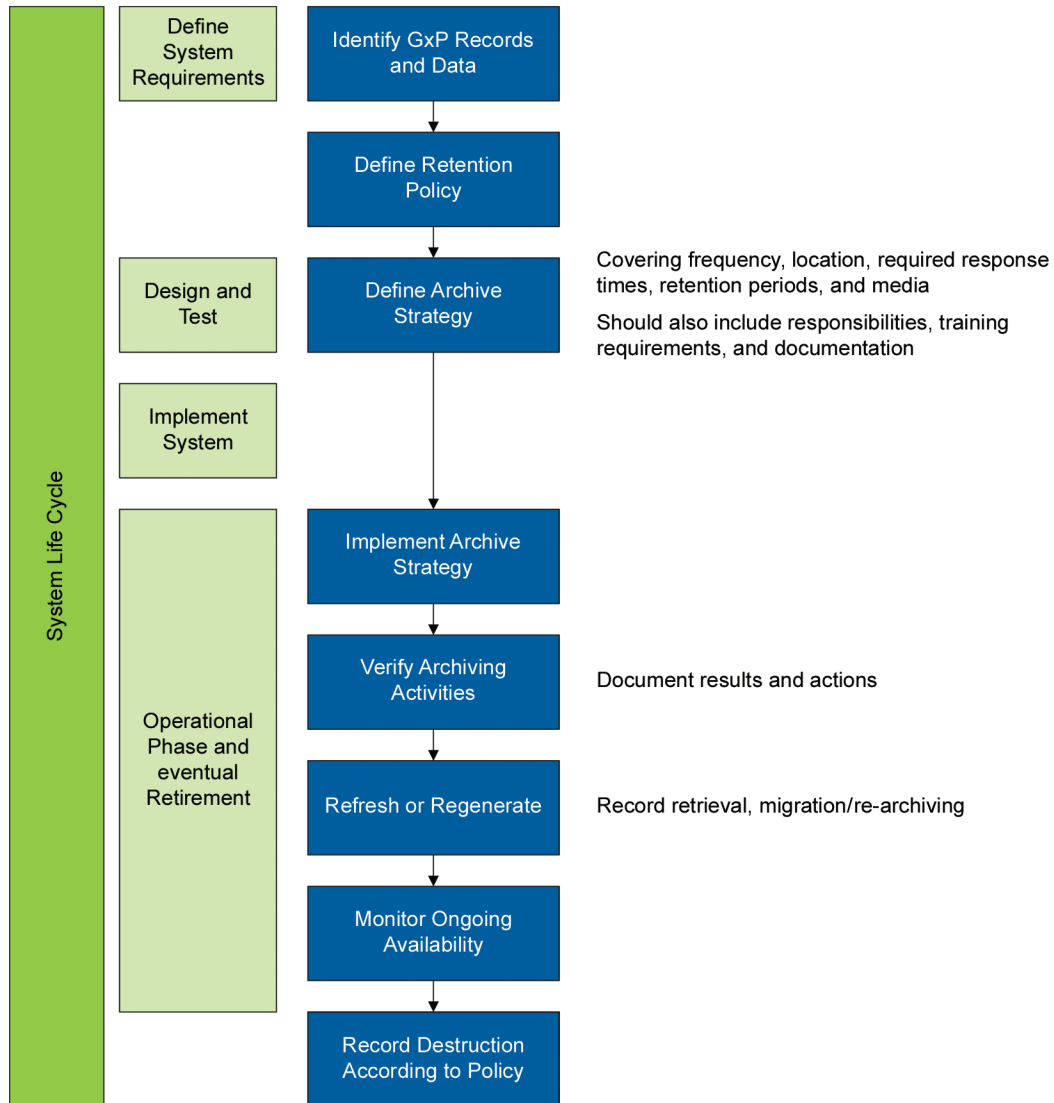 System Life Cycle
Define
System
Requirements
Identify GxP Records
and Data
Define Retention
Policy
Design and
Test
Define Archive
Strategy
Covering frequency, location, required response
times, retention periods, and media
Should also include responsibilities, training
requirements, and documentation
Implement
System
Operational
Phase and
eventual
Retirement
Implement Archive
Strategy
Verify Archiving
Activities
Document results and actions
Refresh or Regenerate
Record retrieval, migration/re-archiving
Monitor Ongoing
Availability
Record Destruction
According to Policy